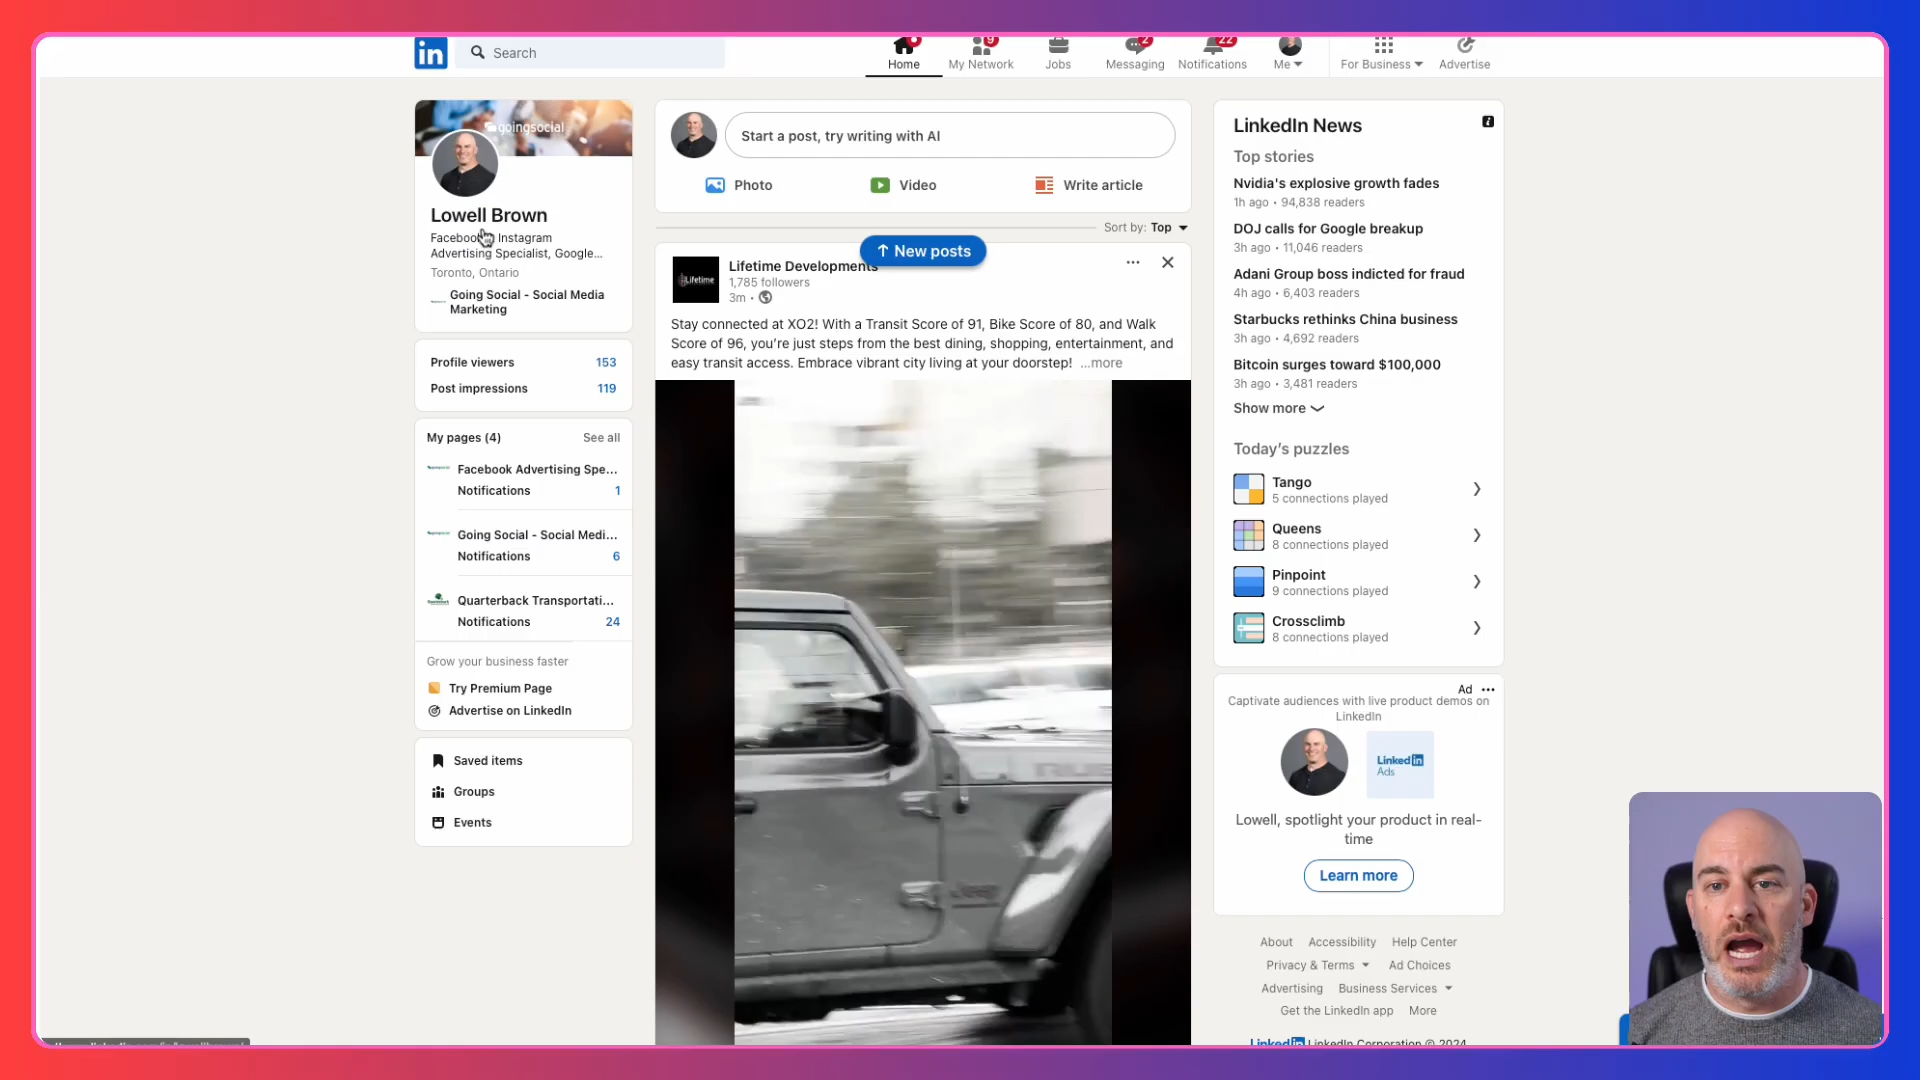 in
Search
Home
9
My Network
Jobs
2
Messaging
22
Notifications
Me
For Business
Advertise
goingsocial
Lowell Brown
Instagram
Advertising Specialist, Google...
Toronto, Ontario
Going Social - Social Media
Marketing
Profile viewers 153
Post impressions 119
My pages (4) See all
Facebook Advertising Spe...
Notifications 1
Going Social - Social Medi...
Notifications 6
Quarterback Transportati...
Notifications 24
Grow your business faster
Try Premium Page
Advertise on LinkedIn
Saved items
Groups
Events
Start a post, try writing with AI
Photo
Video
Write article
Sort by: Top
↑ New posts
Lifetime
Lifetime Developments
1,785 followers
3m •
Stay connected at XO2! With a Transit Score of 91, Bike Score of 80, and Walk
Score of 96, you're just steps from the best dining, shopping, entertainment, and
easy transit access. Embrace vibrant city living at your doorstep! ...more
Jeep
LinkedIn News
Top stories
Nvidia's explosive growth fades
1h ago • 94,838 readers
DOJ calls for Google breakup
3h ago • 11,046 readers
Adani Group boss indicted for fraud
4h ago • 6,403 readers
Starbucks rethinks China business
3h ago • 4,692 readers
Bitcoin surges toward $100,000
3h ago • 3,481 readers
Show more
Today's puzzles
Tango
5 connections played
Queens
8 connections played
Pinpoint
9 connections played
Crossclimb
8 connections played
Ad
Captivate audiences with live product demos on
LinkedIn
Linked in
Ads
Lowell, spotlight your product in real-
time
Learn more
About Accessibility Help Center
Privacy & Terms Ad Choices
Advertising Business Services
Get the LinkedIn app More
Linked in LinkedIn Corporation © 2024